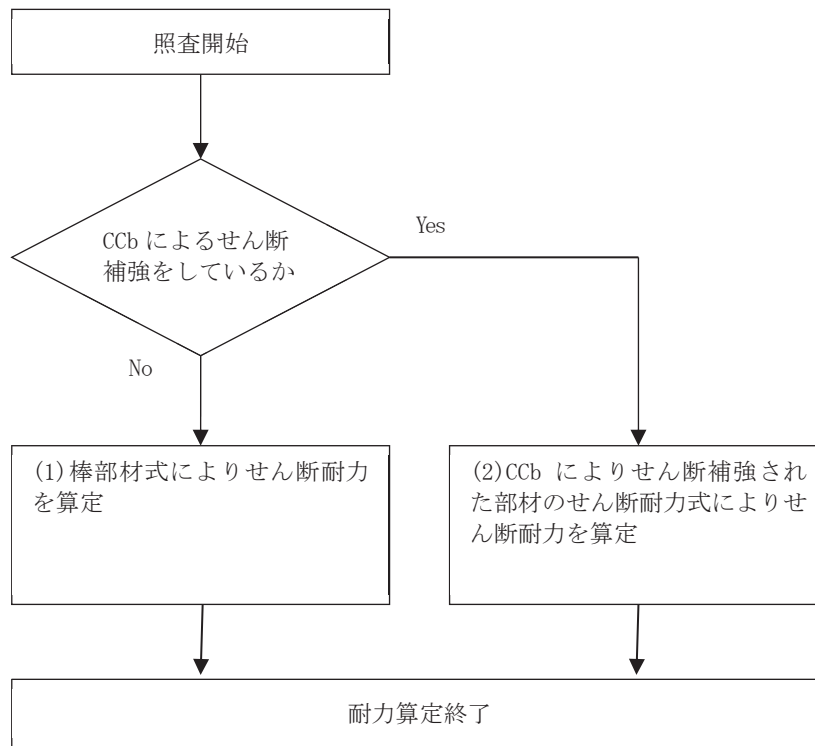 照査開始
CCb によるせん断
補強をしているか
Yes
No
(1)棒部材式によりせん断耐力
を算定
(2)CCb によりせん断補強され
た部材のせん断耐力式によりせ
ん断耐力を算定
耐力算定終了